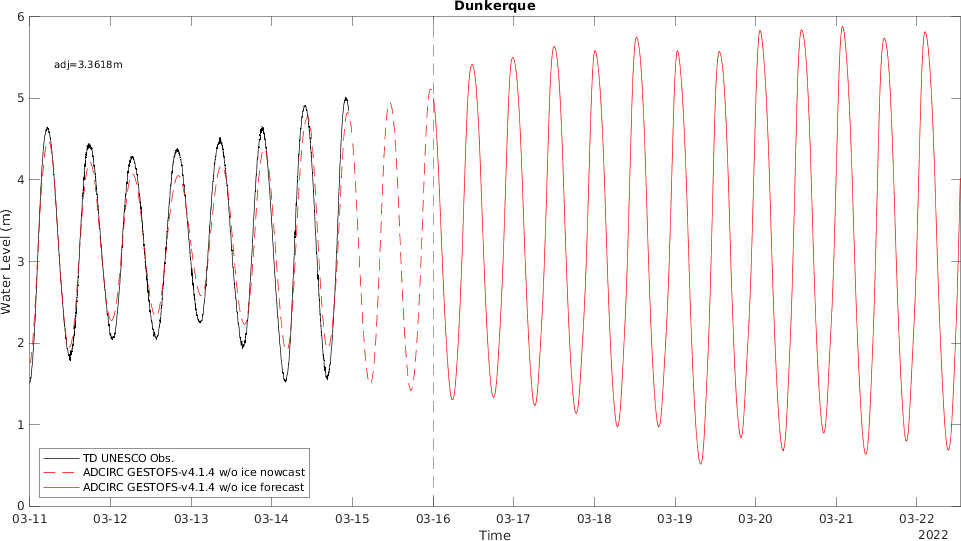 Dunkerque
adj=3.3618m
Water Level (m)
6
5
4
3
2
1
0
TD UNESCO Obs.
ADCIRC GESTOFS-v4.1.4 w/o ice nowcast
ADCIRC GESTOFS-v4.1.4 w/o ice forecast
03-11 03-12 03-13 03-14 03-15 03-16 03-17 03-18 03-19 03-20 03-21 03-22
Time
2022